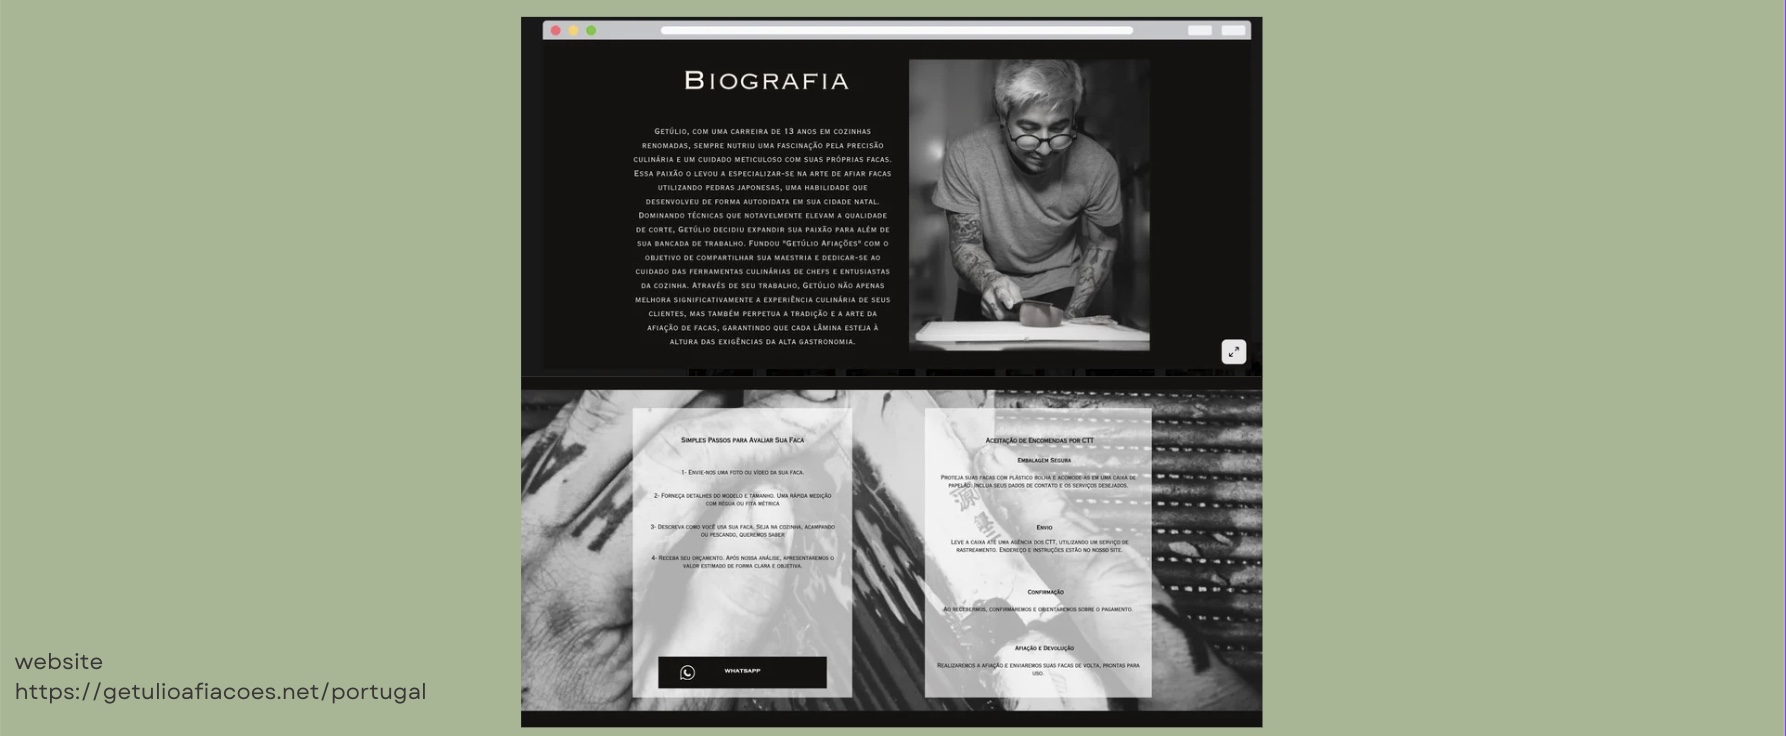 BIOGRAFIA
GETÚLIO, COM UMA CARREIRA DE 13 ANOS EM COZINHAS
RENOMADAS, SEMPRE NUTRIU UMA FASCINAÇÃO PELA PRECISÃO
CULINÁRIA E UM CUIDADO METICULOSO COM SUAS PRÓPRIAS FACAS.
ESSA PAIXÃO O LEVOU A ESPECIALIZAR-SE NA ARTE DE AFIAR FACAS
UTILIZANDO PEDRAS JAPONESAS, UMA HABILIDADE QUE
DESENVOLVEU DE FORMA AUTODIDATA EM SUA CIDADE NATAL.
DOMINANDO TÉCNICAS QUE NOTAVELMENTE ELEVAM A QUALIDADE
DE CORTE, GETÚLIO DECIDIU EXPANDIR SUA PAIXÃO PARA ALÉM DE
SUA BANCADA DE TRABALHO. FUNDOU "GETÚLIO AFIAÇÕES" COM O
OBJETIVO DE COMPARTILHAR SUA MAESTRIA E DEDICAR-SE AO
CUIDADO DAS FERRAMENTAS CULINÁRIAS DE CHEFS E ENTUSIASTAS
DA COZINHA. ATRAVÉS DE SEU TRABALHO, GETÚLIO NÃO APENAS
MELHORA SIGNIFICATIVAMENTE A EXPERIÊNCIA CULINÁRIA DE SEUS
CLIENTES, MAS TAMBÉM PERPETUA A TRADIÇÃO E A ARTE DA
AFIAÇÃO DE FACAS, GARANTINDO QUE CADA LÂMINA ESTEJA À
ALTURA DAS EXIGÊNCIAS DA ALTA GASTRONOMIA.
SIMPLES PASSOS PARA AVALIAR SUA FACA
1- ENVIE-NOS UMA FOTO OU VÍDEO DA SUA FACA.
2- FORNEÇA DETALHES DO MODELO E TAMANHO. UMA RÁPIDA MEDIÇÃO
COM RÉGUA OU FITA MÉTRICA
3- DESCREVA COMO VOCÊ USA SUA FACA. SEJA NA COZINHA, ACAMPANDO
OU PESCANDO, QUEREMOS SABER
4- RECEBA SEU ORÇAMENTO. APÓS NOSSA ANÁLISE, APRESENTAREMOS O
VALOR ESTIMADO DE FORMA CLARA E OBJETIVA.
WHATSAPP
ACEITAÇÃO DE ENCOMENDAS POR CTT
EMBALAGEM SEGURA
PROTEJA SUAS FACAS COM PLÁSTICO BOLHA E ACOMODE-AS EM UMA CAIXA DE
PAPELÃO. INCLUA SEUS DADOS DE CONTATO E OS SERVIÇOS DESEJADOS.
ENVIO
LEVE A CAIXA ATÉ UMA AGÊNCIA DOS CTT, UTILIZANDO UM SERVIÇO DE
RASTREAMENTO. ENDEREÇO E INSTRUÇÕES ESTÃO NO NOSSO SITE.
CONFIRMAÇÃO
AO RECEBERMOS, CONFIRMAREMOS E ORIENTAREMOS SOBRE O PAGAMENTO.
AFIAÇÃO E DEVOLUÇÃO
REALIZAREMOS A AFIAÇÃO E ENVIAREMOS SUAS FACAS DE VOLTA, PRONTAS PARA
USO.
website
https://getulioafiacoes.net/portugal